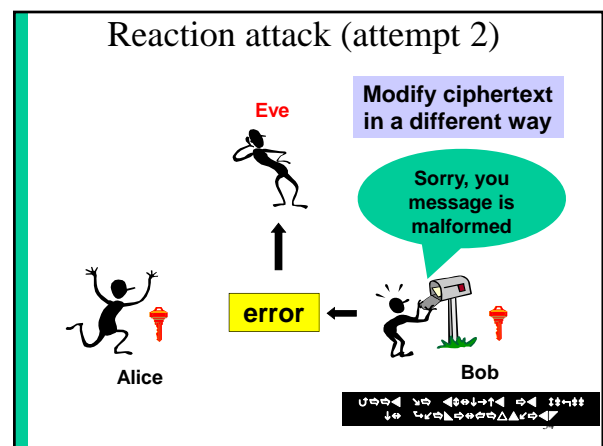 Reaction attack (attempt 2)
Eve
Modify ciphertext
in a different way
Sorry, you
message is
malformed
error
Alice
Bob